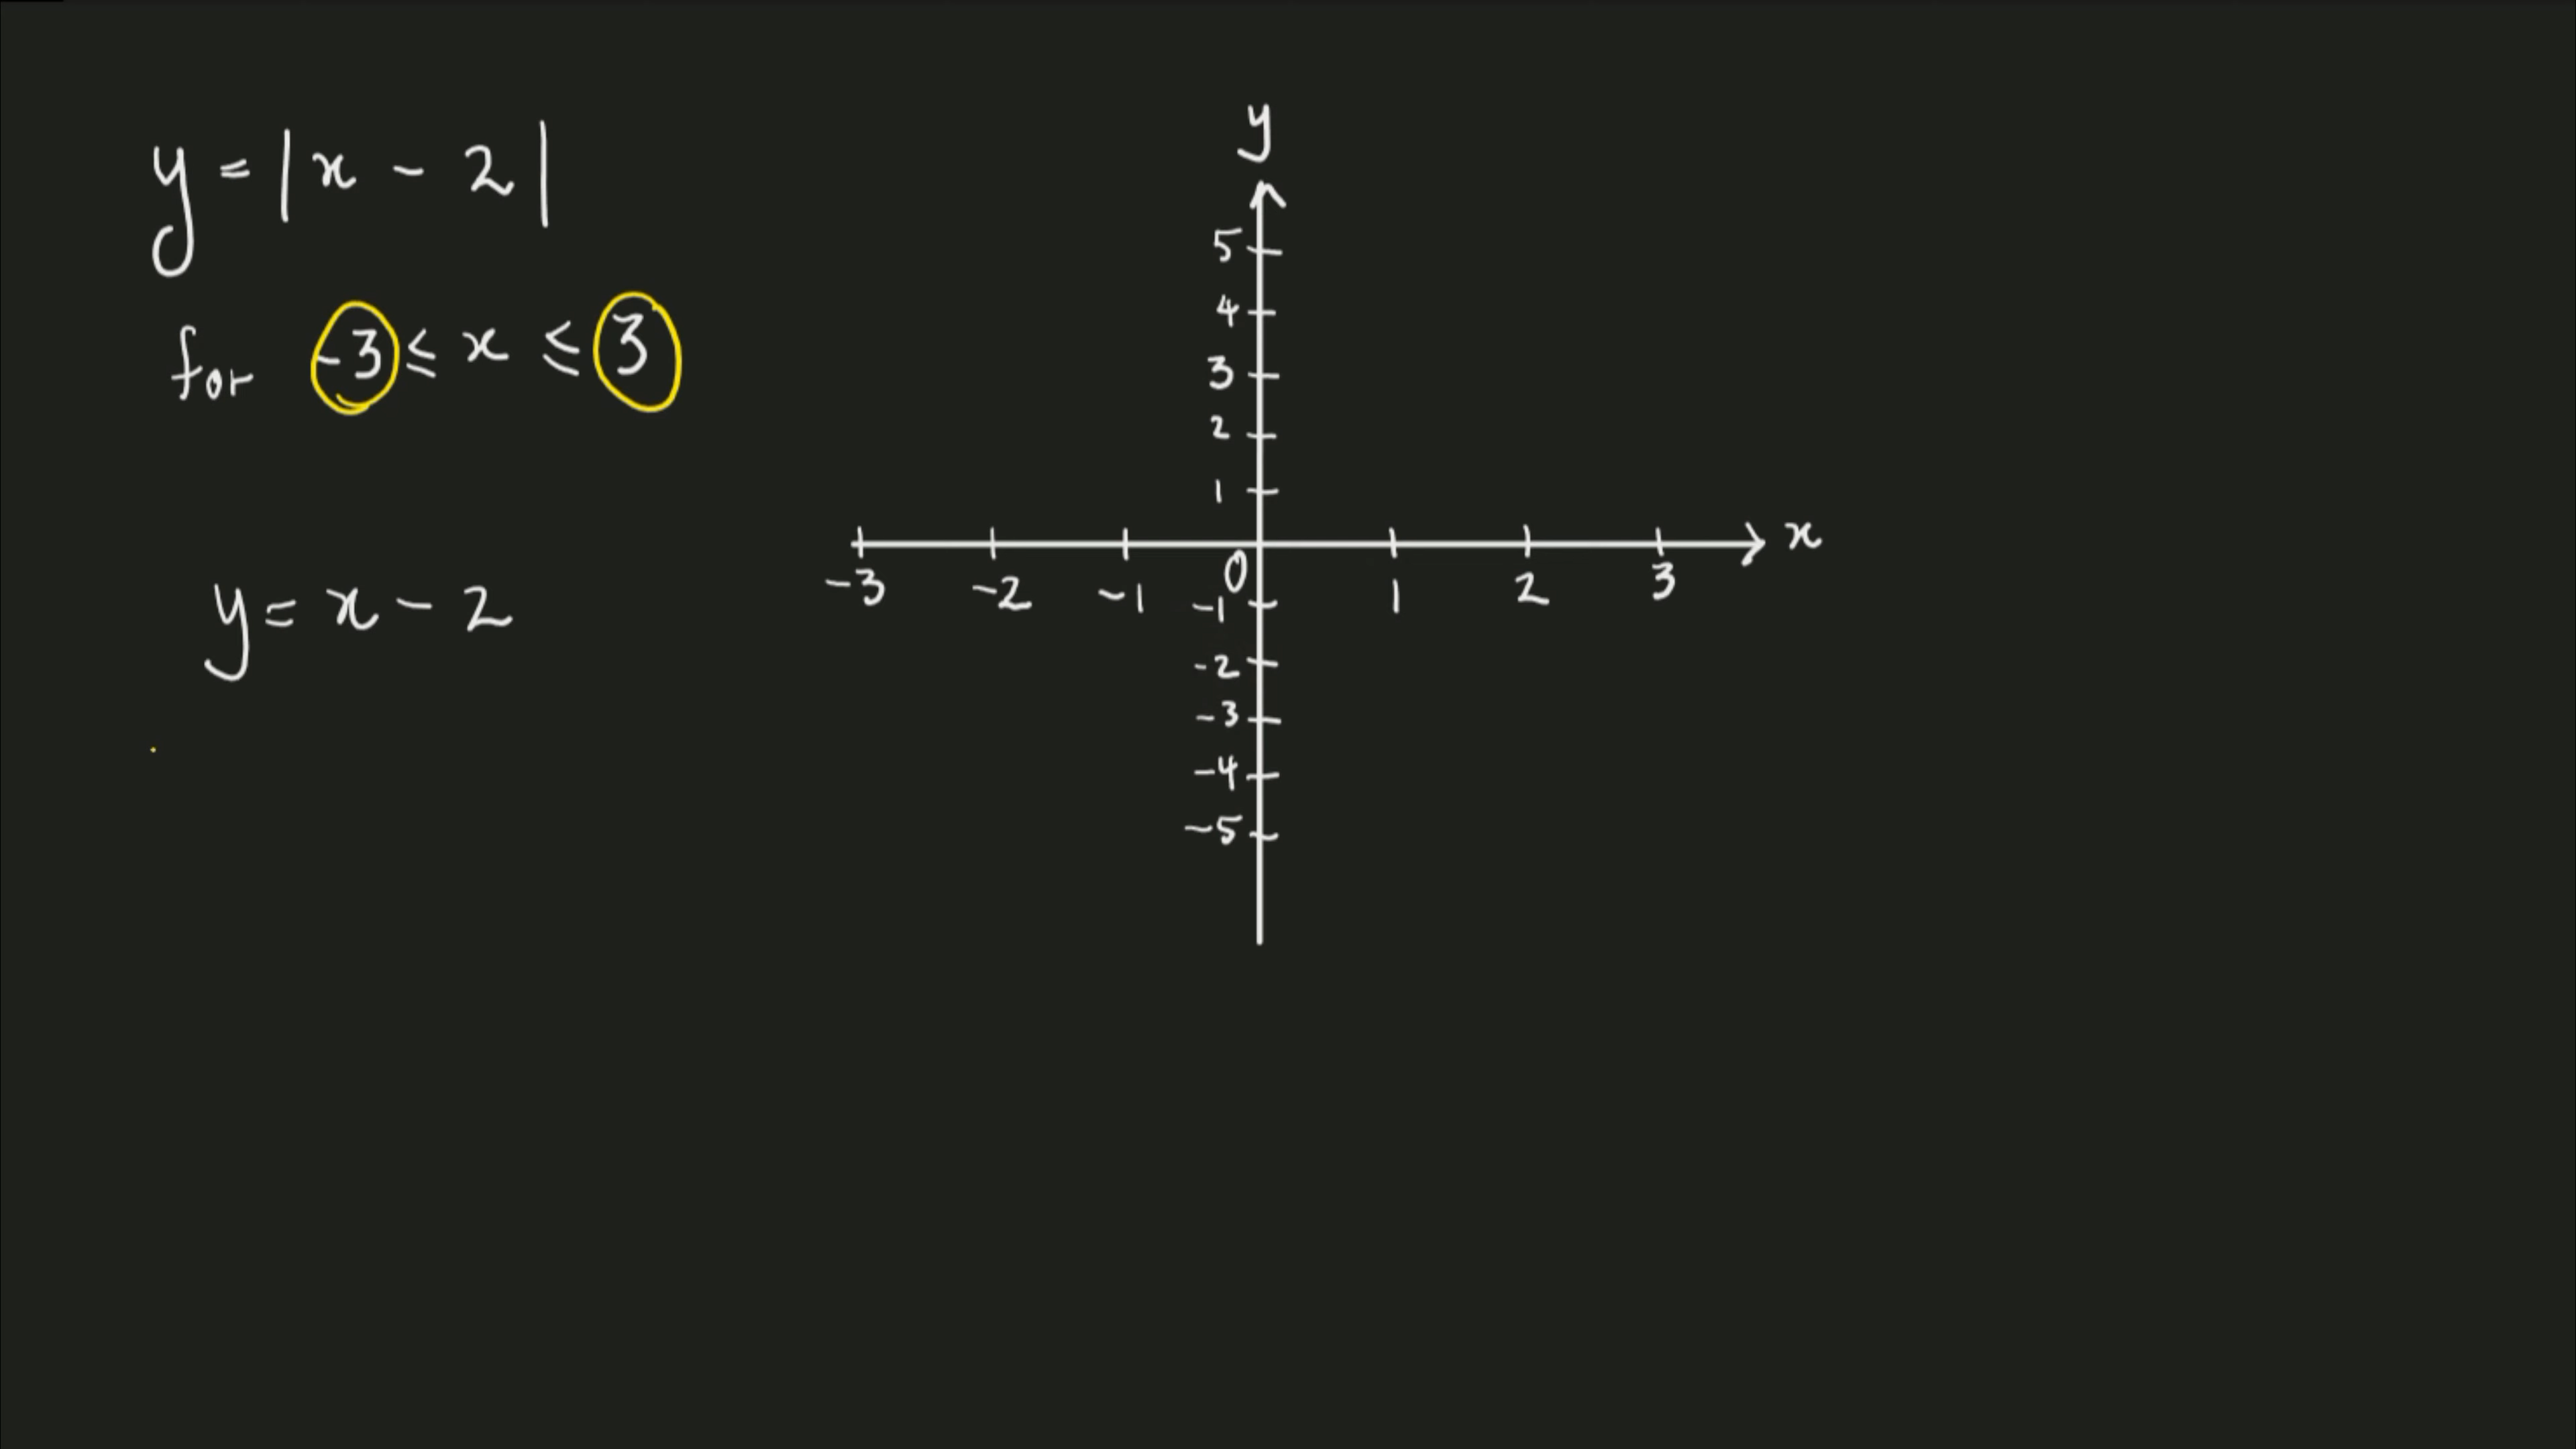 y = |x - 2|
for -3 ≤ x ≤ 3
y = x - 2
y
5
4
3
2
1
x
-3 -2 -1 0 1 2 3
-1
-2
-3
-4
-5